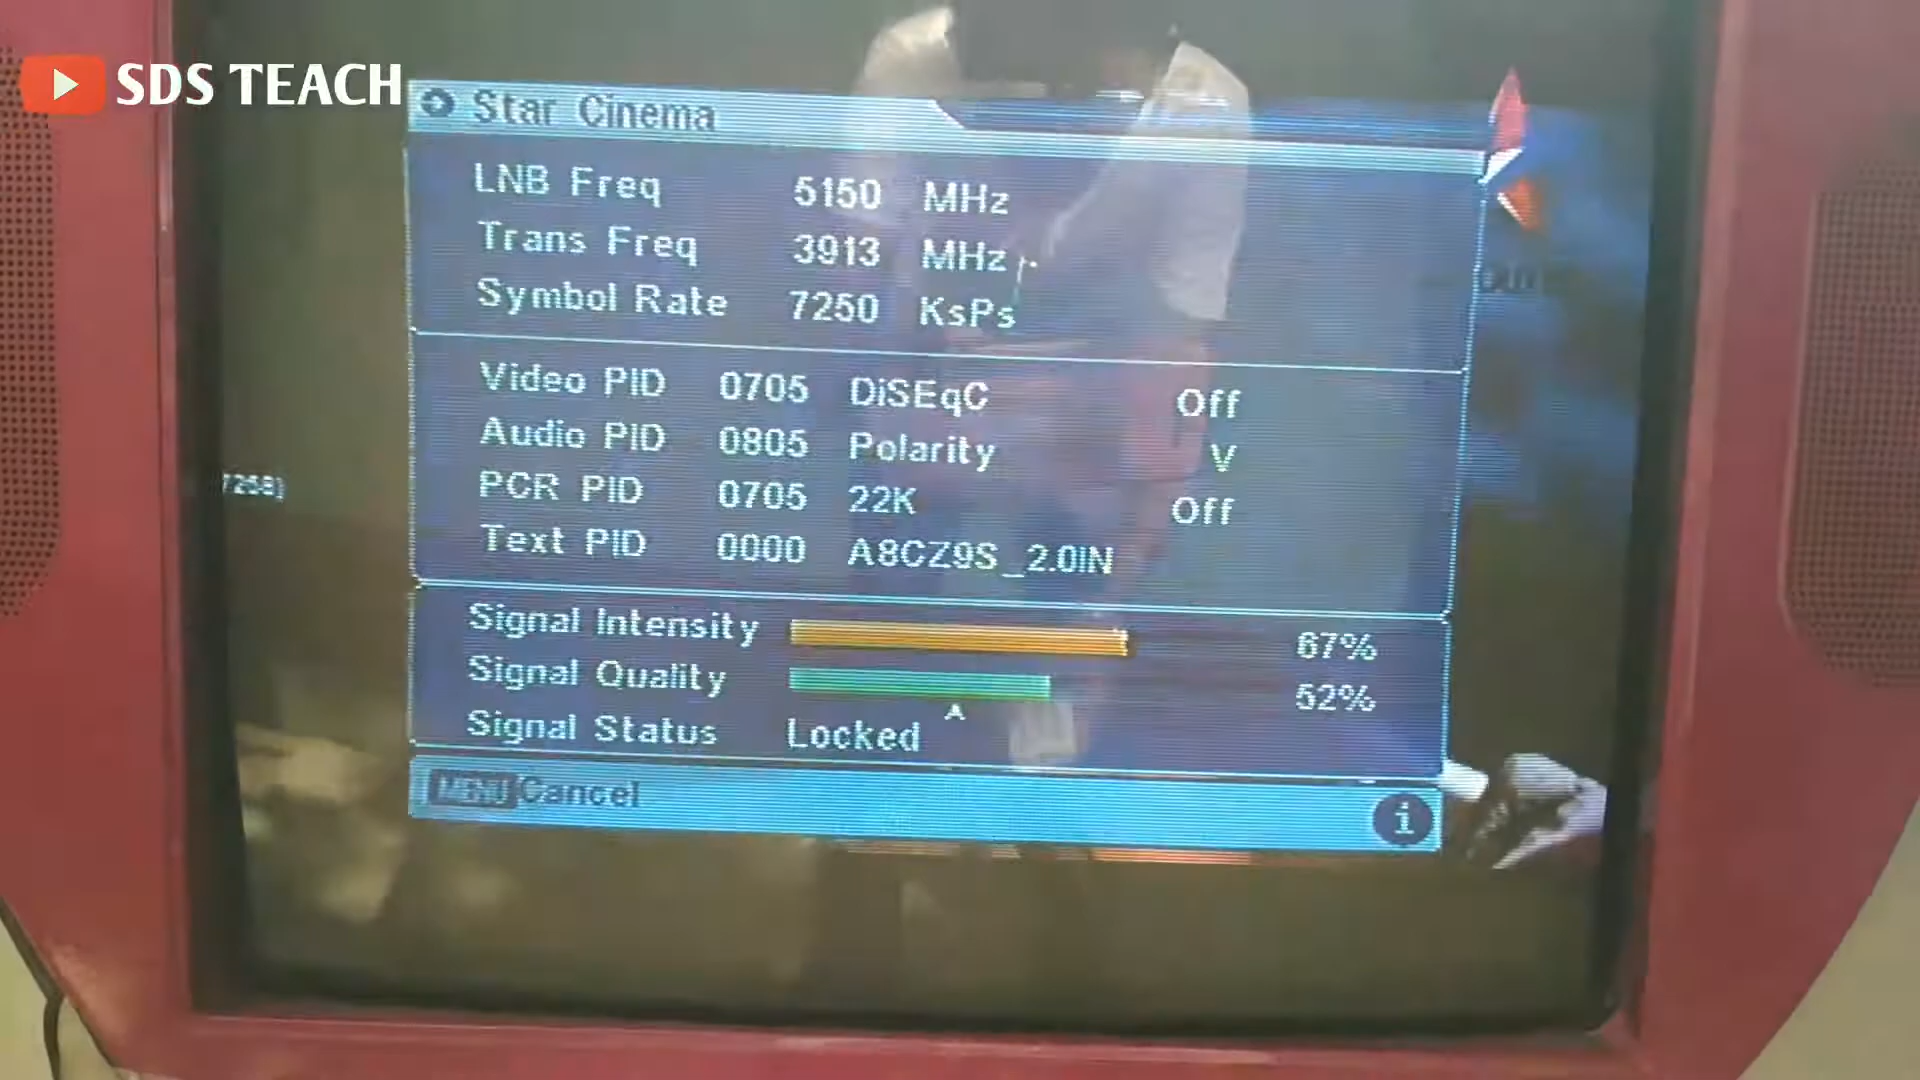 SDS TEACH
Star Cinema
LNB Freq 5150 MHz
Trans Freq 3913 MHz
Symbol Rate 7250 KsPs
Video PID 0705 DiSEqC Off
Audio PID 0805 Polarity V
PCR PID 0705 22K Off
Text PID 0000 A8CZ9S_2.0IN
Signal Intensity 67%
Signal Quality 52%
Signal Status Locked
MENU Cancel
i